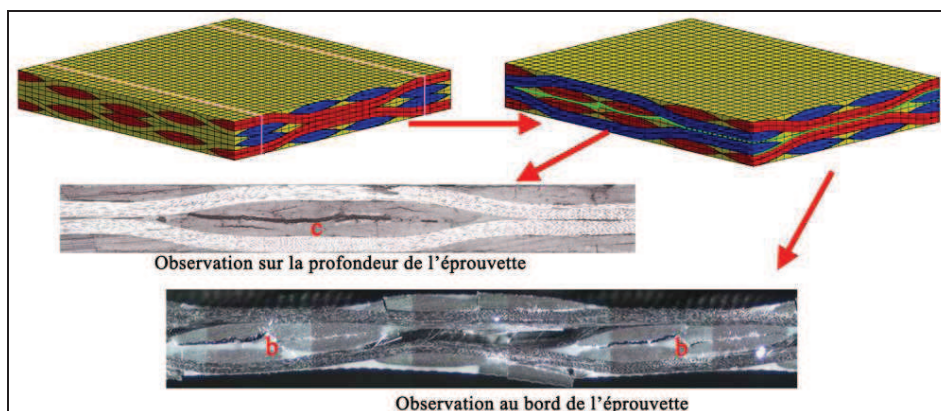 c
Observation sur la profondeur de l'éprouvette
b b
Observation au bord de l'éprouvette